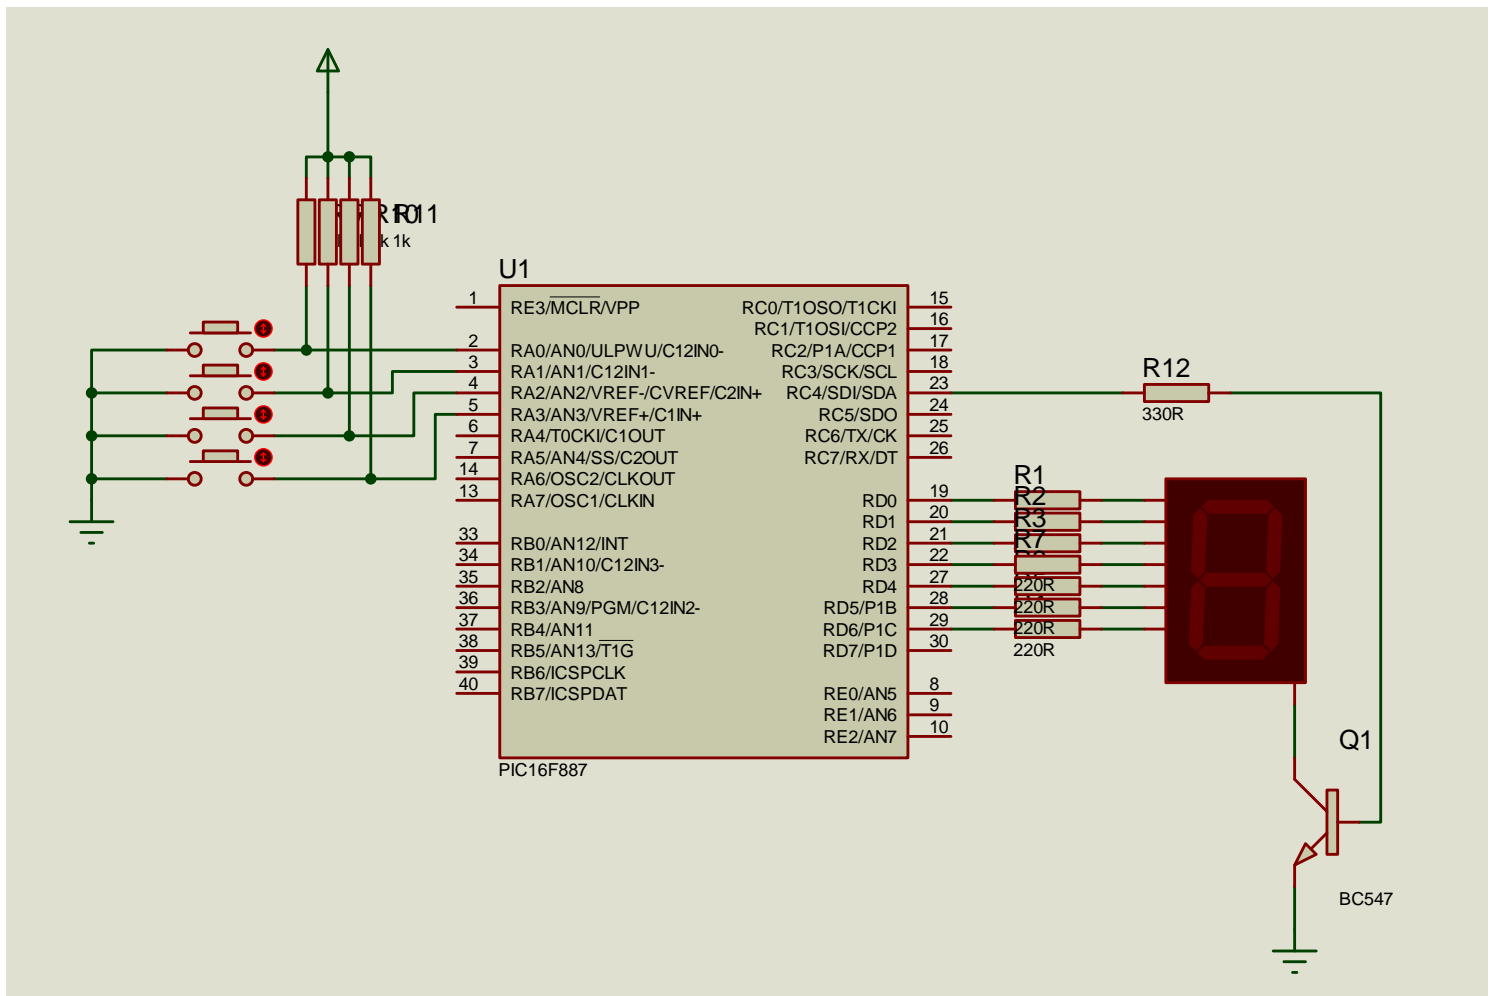 R10
R11
k 1k
U1
1 RE3/MCLR/VPP
2 RA0/AN0/ULPWU/C12IN0-
3 RA1/AN1/C12IN1-
4 RA2/AN2/VREF-/CVREF/C2IN+
5 RA3/AN3/VREF+/C1IN+
6 RA4/T0CKI/C1OUT
7 RA5/AN4/SS/C2OUT
14 RA6/OSC2/CLKOUT
13 RA7/OSC1/CLKIN
33 RB0/AN12/INT
34 RB1/AN10/C12IN3-
35 RB2/AN8
36 RB3/AN9/PGM/C12IN2-
37 RB4/AN11
38 RB5/AN13/T1G
39 RB6/ICSPCLK
40 RB7/ICSPDAT
RC0/T1OSO/T1CKI 15
RC1/T1OSI/CCP2 16
RC2/P1A/CCP1 17
RC3/SCK/SCL 18
RC4/SDI/SDA 23
RC5/SDO 24
RC6/TX/CK 25
RC7/RX/DT 26
RD0 19
RD1 20
RD2 21
RD3 22
RD4 27
RD5/P1B 28
RD6/P1C 29
RD7/P1D 30
RE0/AN5 8
RE1/AN6 9
RE2/AN7 10
PIC16F887
R12
330R
R1
R2
R3
R7
220R
220R
220R
220R
Q1
BC547